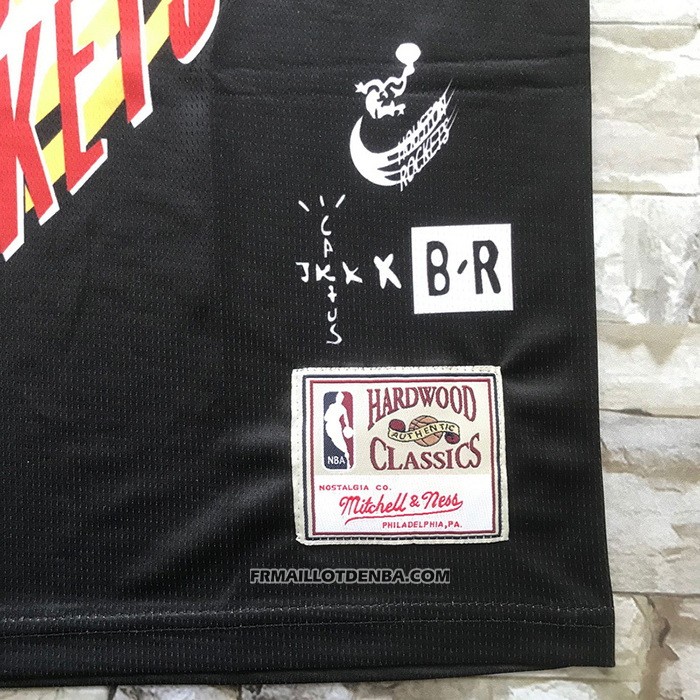 KETS
HOUSTON
ROCKETS
CACTUS
JACK X B-R
HARDWOOD
AUTHENTIC
CLASSICS
NBA
NOSTALGIA CO.
Mitchell & Ness
PHILADELPHIA, PA.
FRMAILLOTDENBA.COM